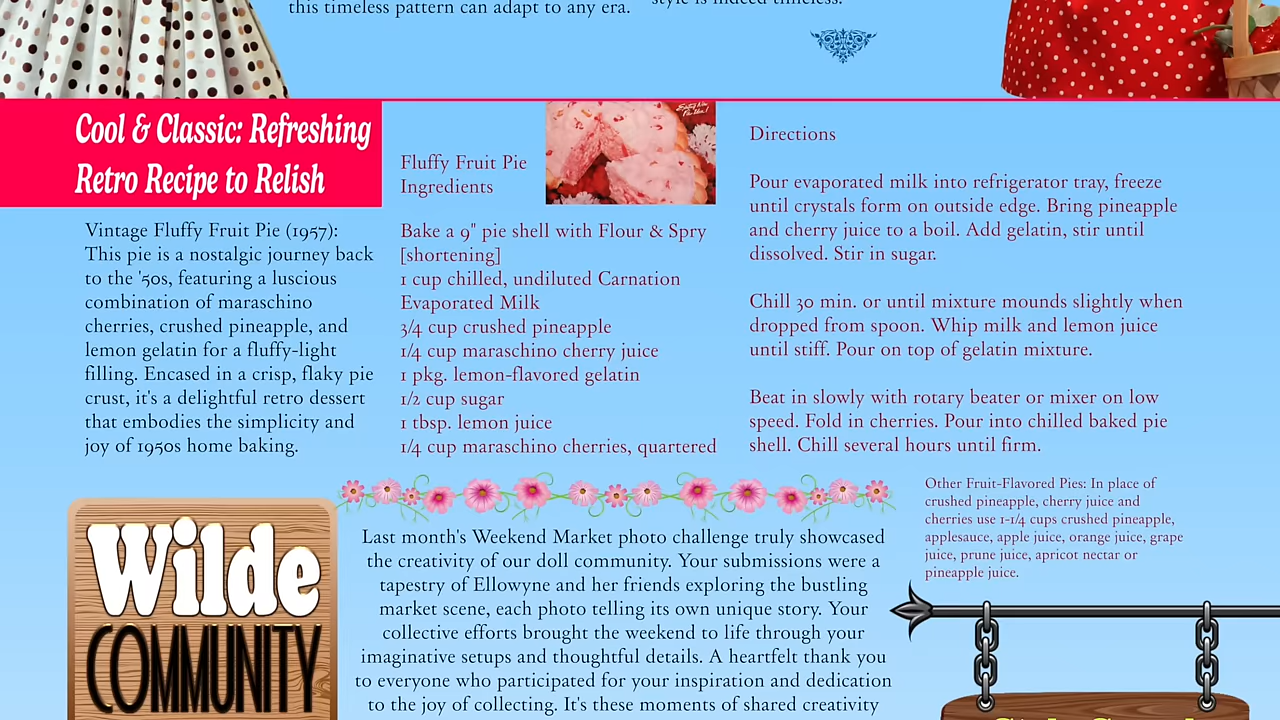 this timeless pattern can adapt to any era.
style is indeed timeless.
Cool & Classic: Refreshing
Retro Recipe to Relish
Vintage Fluffy Fruit Pie (1957):
This pie is a nostalgic journey back
to the '50s, featuring a luscious
combination of maraschino
cherries, crushed pineapple, and
lemon gelatin for a fluffy-light
filling. Encased in a crisp, flaky pie
crust, it's a delightful retro dessert
that embodies the simplicity and
joy of 1950s home baking.
Fluffy Fruit Pie
Ingredients
Bake a 9" pie shell with Flour & Spry
[shortening]
1 cup chilled, undiluted Carnation
Evaporated Milk
3/4 cup crushed pineapple
1/4 cup maraschino cherry juice
1 pkg. lemon-flavored gelatin
1/2 cup sugar
1 tbsp. lemon juice
1/4 cup maraschino cherries, quartered
Directions
Pour evaporated milk into refrigerator tray, freeze
until crystals form on outside edge. Bring pineapple
and cherry juice to a boil. Add gelatin, stir until
dissolved. Stir in sugar.
Chill 30 min. or until mixture mounds slightly when
dropped from spoon. Whip milk and lemon juice
until stiff. Pour on top of gelatin mixture.
Beat in slowly with rotary beater or mixer on low
speed. Fold in cherries. Pour into chilled baked pie
shell. Chill several hours until firm.
Other Fruit-Flavored Pies: In place of
crushed pineapple, cherry juice and
cherries use 1-1/4 cups crushed pineapple,
applesauce, apple juice, orange juice, grape
juice, prune juice, apricot nectar or
pineapple juice.
Wilde
COMMUNITY
Last month's Weekend Market photo challenge truly showcased
the creativity of our doll community. Your submissions were a
tapestry of Ellowyne and her friends exploring the bustling
market scene, each photo telling its own unique story. Your
collective efforts brought the weekend to life through your
imaginative setups and thoughtful details. A heartfelt thank you
to everyone who participated for your inspiration and dedication
to the joy of collecting. It's these moments of shared creativity